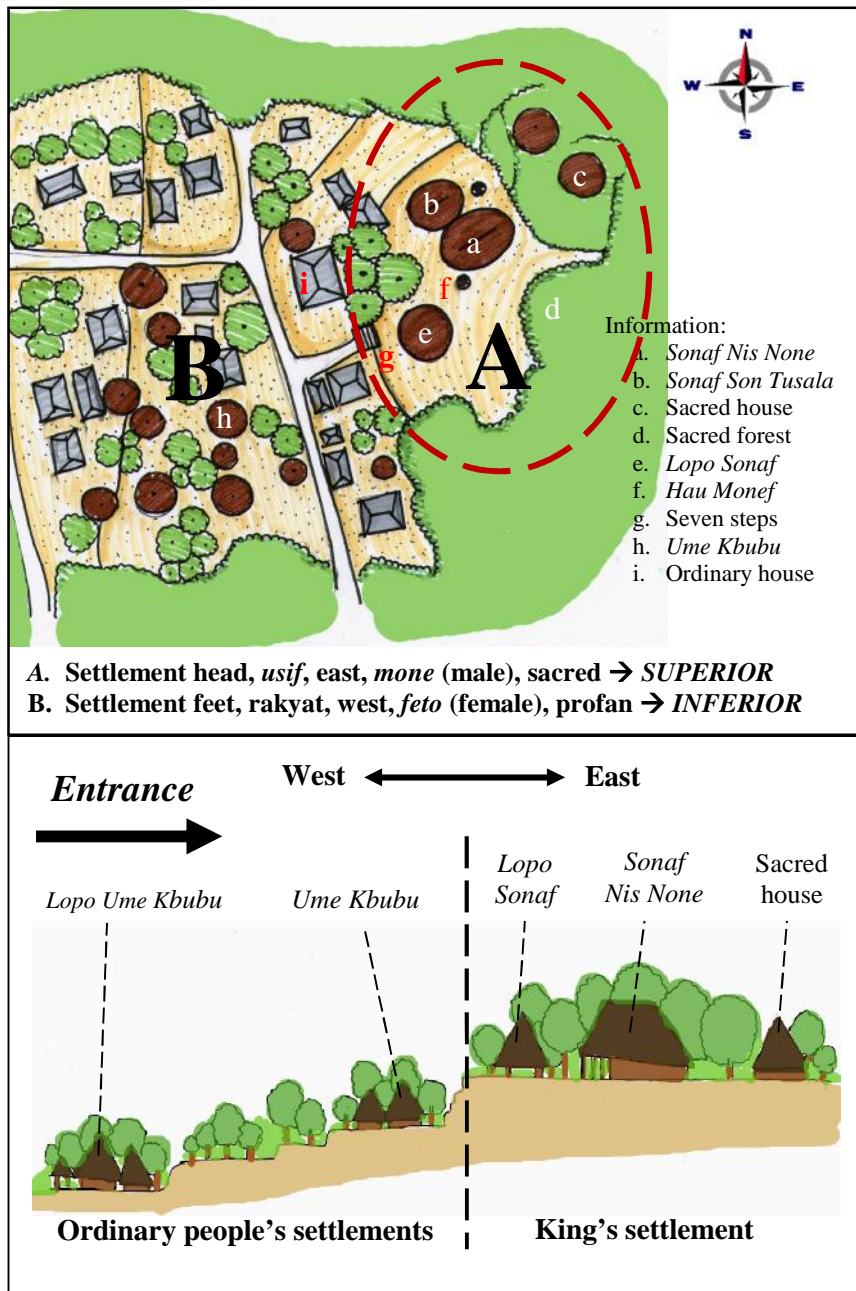 N
W E
S
c
b
a
i
f
d
e
g
A
B
h
Information:
a. Sonaf Nis None
b. Sonaf Son Tusala
c. Sacred house
d. Sacred forest
e. Lopo Sonaf
f. Hau Monef
g. Seven steps
h. Ume Kbubu
i. Ordinary house
A. Settlement head, usif, east, mone (male), sacred → SUPERIOR
B. Settlement feet, rakyat, west, feto (female), profan → INFERIOR
West East
Entrance
Lopo Ume Kbubu
Ume Kbubu
Lopo
Sonaf
Sonaf
Nis None
Sacred
house
Ordinary people's settlements
King's settlement